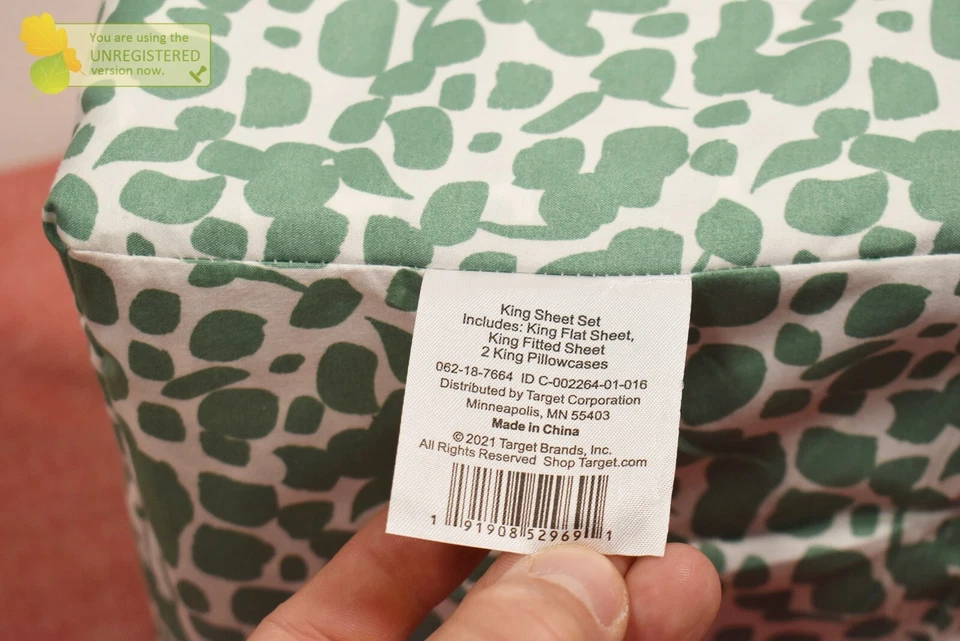 You are using the
UNREGISTERED
version now.
King Sheet Set
Includes: King Flat Sheet,
King Fitted Sheet
2 King Pillowcases
062-18-7664 ID C-002264-01-016
Distributed by Target Corporation
Minneapolis, MN 55403
Made in China
© 2021 Target Brands, Inc.
All Rights Reserved Shop Target.com
1 91908 52969 1